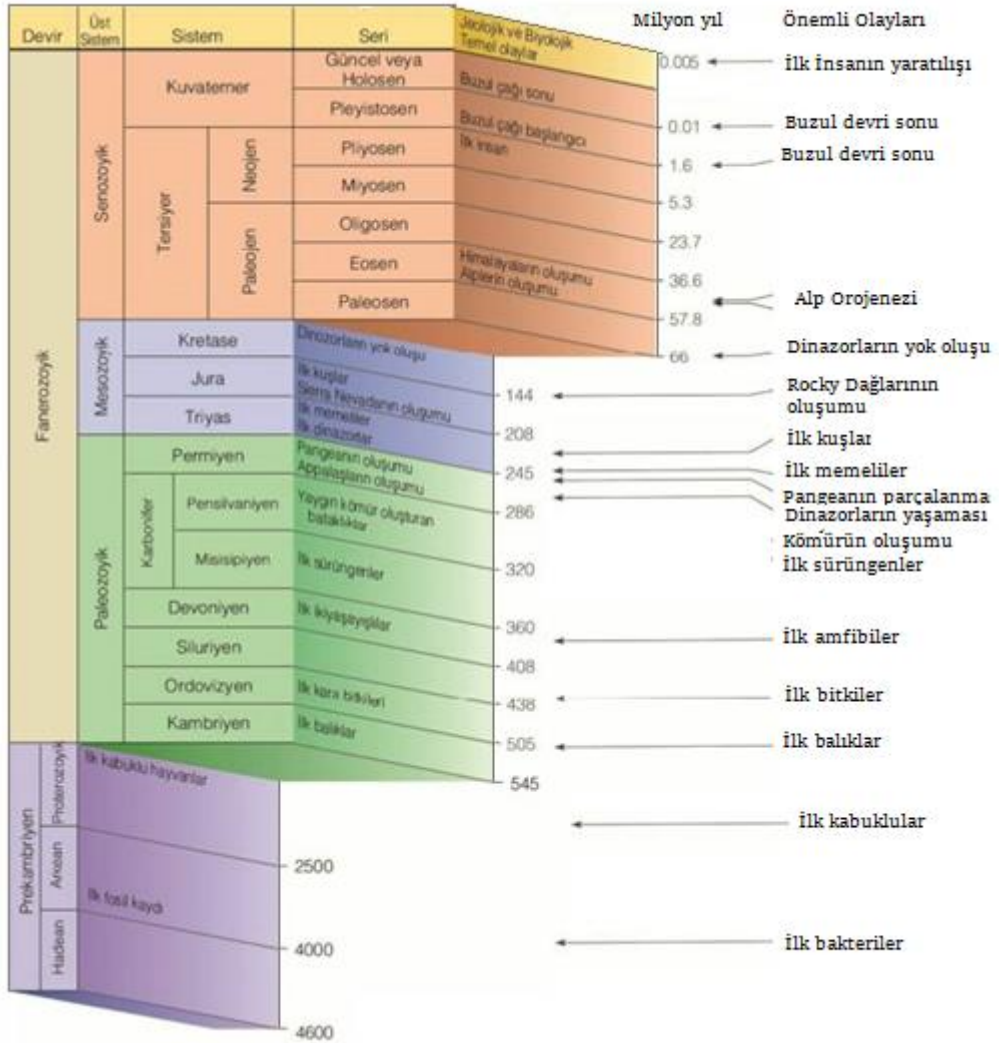 Devir
Üst
Sistem
Sistem
Seri
Jeolojik ve Biyolojik
Temel olaylar
Milyon yıl
Önemli Olayları
Fanerozoyik
Senozoyik
Kuvaterner
Güncel veya
Holosen
Pleyistosen
Tersiyer
Neojen
Pliyosen
Miyosen
Paleojen
Oligosen
Eosen
Paleosen
Buzul çağı sonu
Buzul çağı başlangıcı
İlk insan
Himalayaların oluşumu
Alplerin oluşumu
0.005
İlk İnsanın yaratılışı
0.01
Buzul devri sonu
1.6
Buzul devri sonu
5.3
23.7
36.6
57.8
Alp Orojenezi
66
Dinazorların yok oluşu
Mesozoyik
Kretase
Jura
Triyas
Dinozorların yok oluşu
İlk kuşlar
Sierra Nevadanın oluşumu
İlk memeliler
İlk dinazorlar
144
Rocky Dağlarının
oluşumu
208
İlk kuşlar
245
İlk memeliler
Pangeanın parçalanma
Dinazorların yaşaması
Kömürün oluşumu
İlk sürüngenler
Paleozoyik
Permiyen
Karbonifer
Pensilvaniyen
Misisipiyen
Devoniyen
Siluriyen
Ordovizyen
Kambriyen
Pangeanın oluşumu
Appalaşların oluşumu
Yaygın kömür oluşturan
bataklıklar
İlk sürüngenler
İlk ikiyaşayışlılar
İlk kara bitkileri
İlk balıklar
286
320
360
İlk amfibiler
408
438
İlk bitkiler
505
İlk balıklar
545
Prekambriyen
Proterozoyik
Arkean
Hadean
İlk kabuklu hayvanlar
İlk fosil kaydı
İlk kabuklular
2500
İlk bakteriler
4000
4600